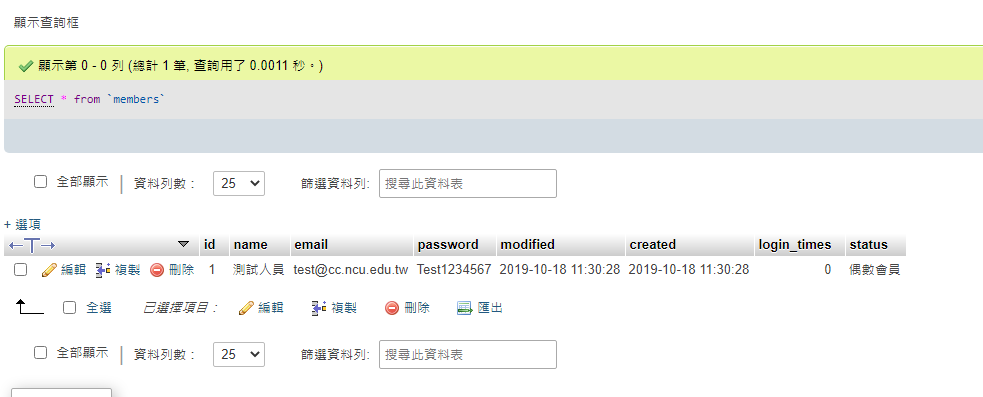 顯示查詢框
顯示第 0 - 0 列 (總計 1 筆, 查詢用了 0.0011 秒。)
SELECT * from `members`
全部顯示 | 資料列數： 25 篩選資料列: 搜尋此資料表
+ 選項
←T→ id name email password modified created login_times status
編輯 複製 刪除 1 測試人員 test@cc.ncu.edu.tw Test1234567 2019-10-18 11:30:28 2019-10-18 11:30:28 0 偶數會員
全選 已選擇項目： 編輯 複製 刪除 匯出
全部顯示 | 資料列數： 25 篩選資料列: 搜尋此資料表